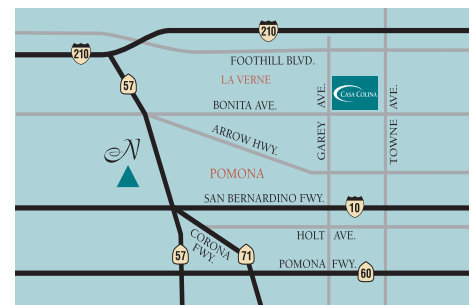 210
210
FOOTHILL BLVD.
57
LA VERNE
CASA COLINA
BONITA AVE.
GAREY AVE.
TOWNE AVE.
ARROW HWY.
N
POMONA
SAN BERNARDINO FWY.
10
CORONA FWY.
HOLT AVE.
57
71
POMONA FWY.
60